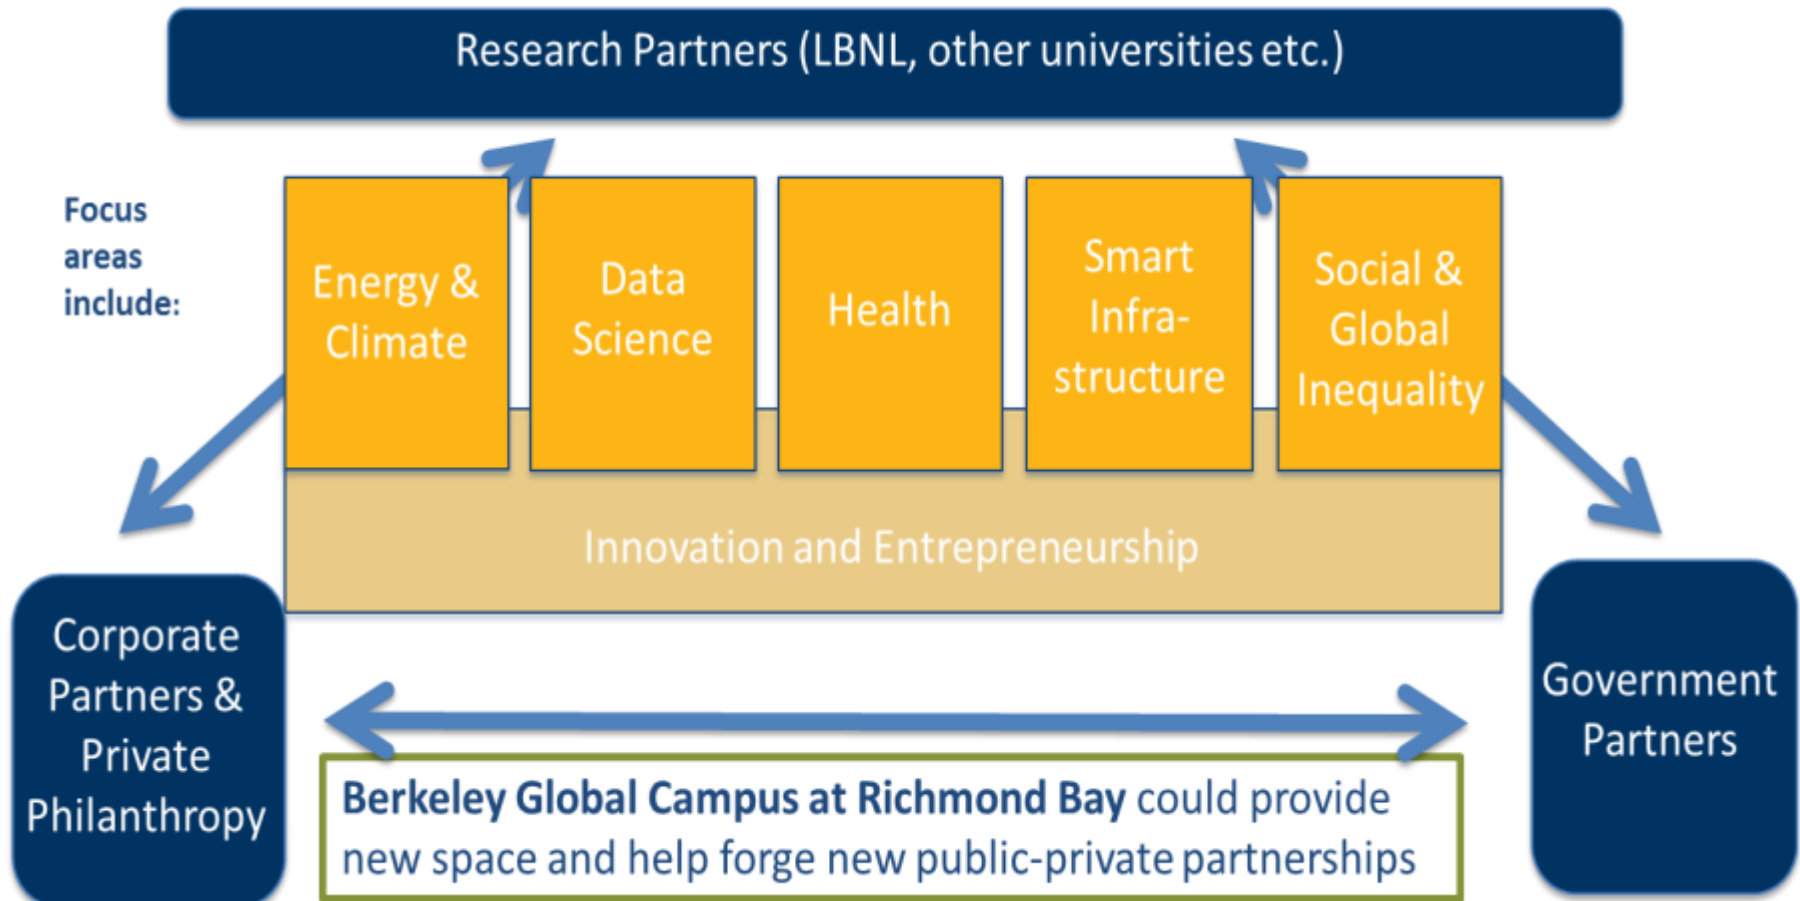 Research Partners (LBNL, other universities etc.)
Focus
areas
include:
Energy &
Climate
Data
Science
Health
Smart
Infra-
structure
Social &
Global
Inequality
Innovation and Entrepreneurship
Corporate
Partners &
Private
Philanthropy
Government
Partners
Berkeley Global Campus at Richmond Bay could provide
new space and help forge new public-private partnerships